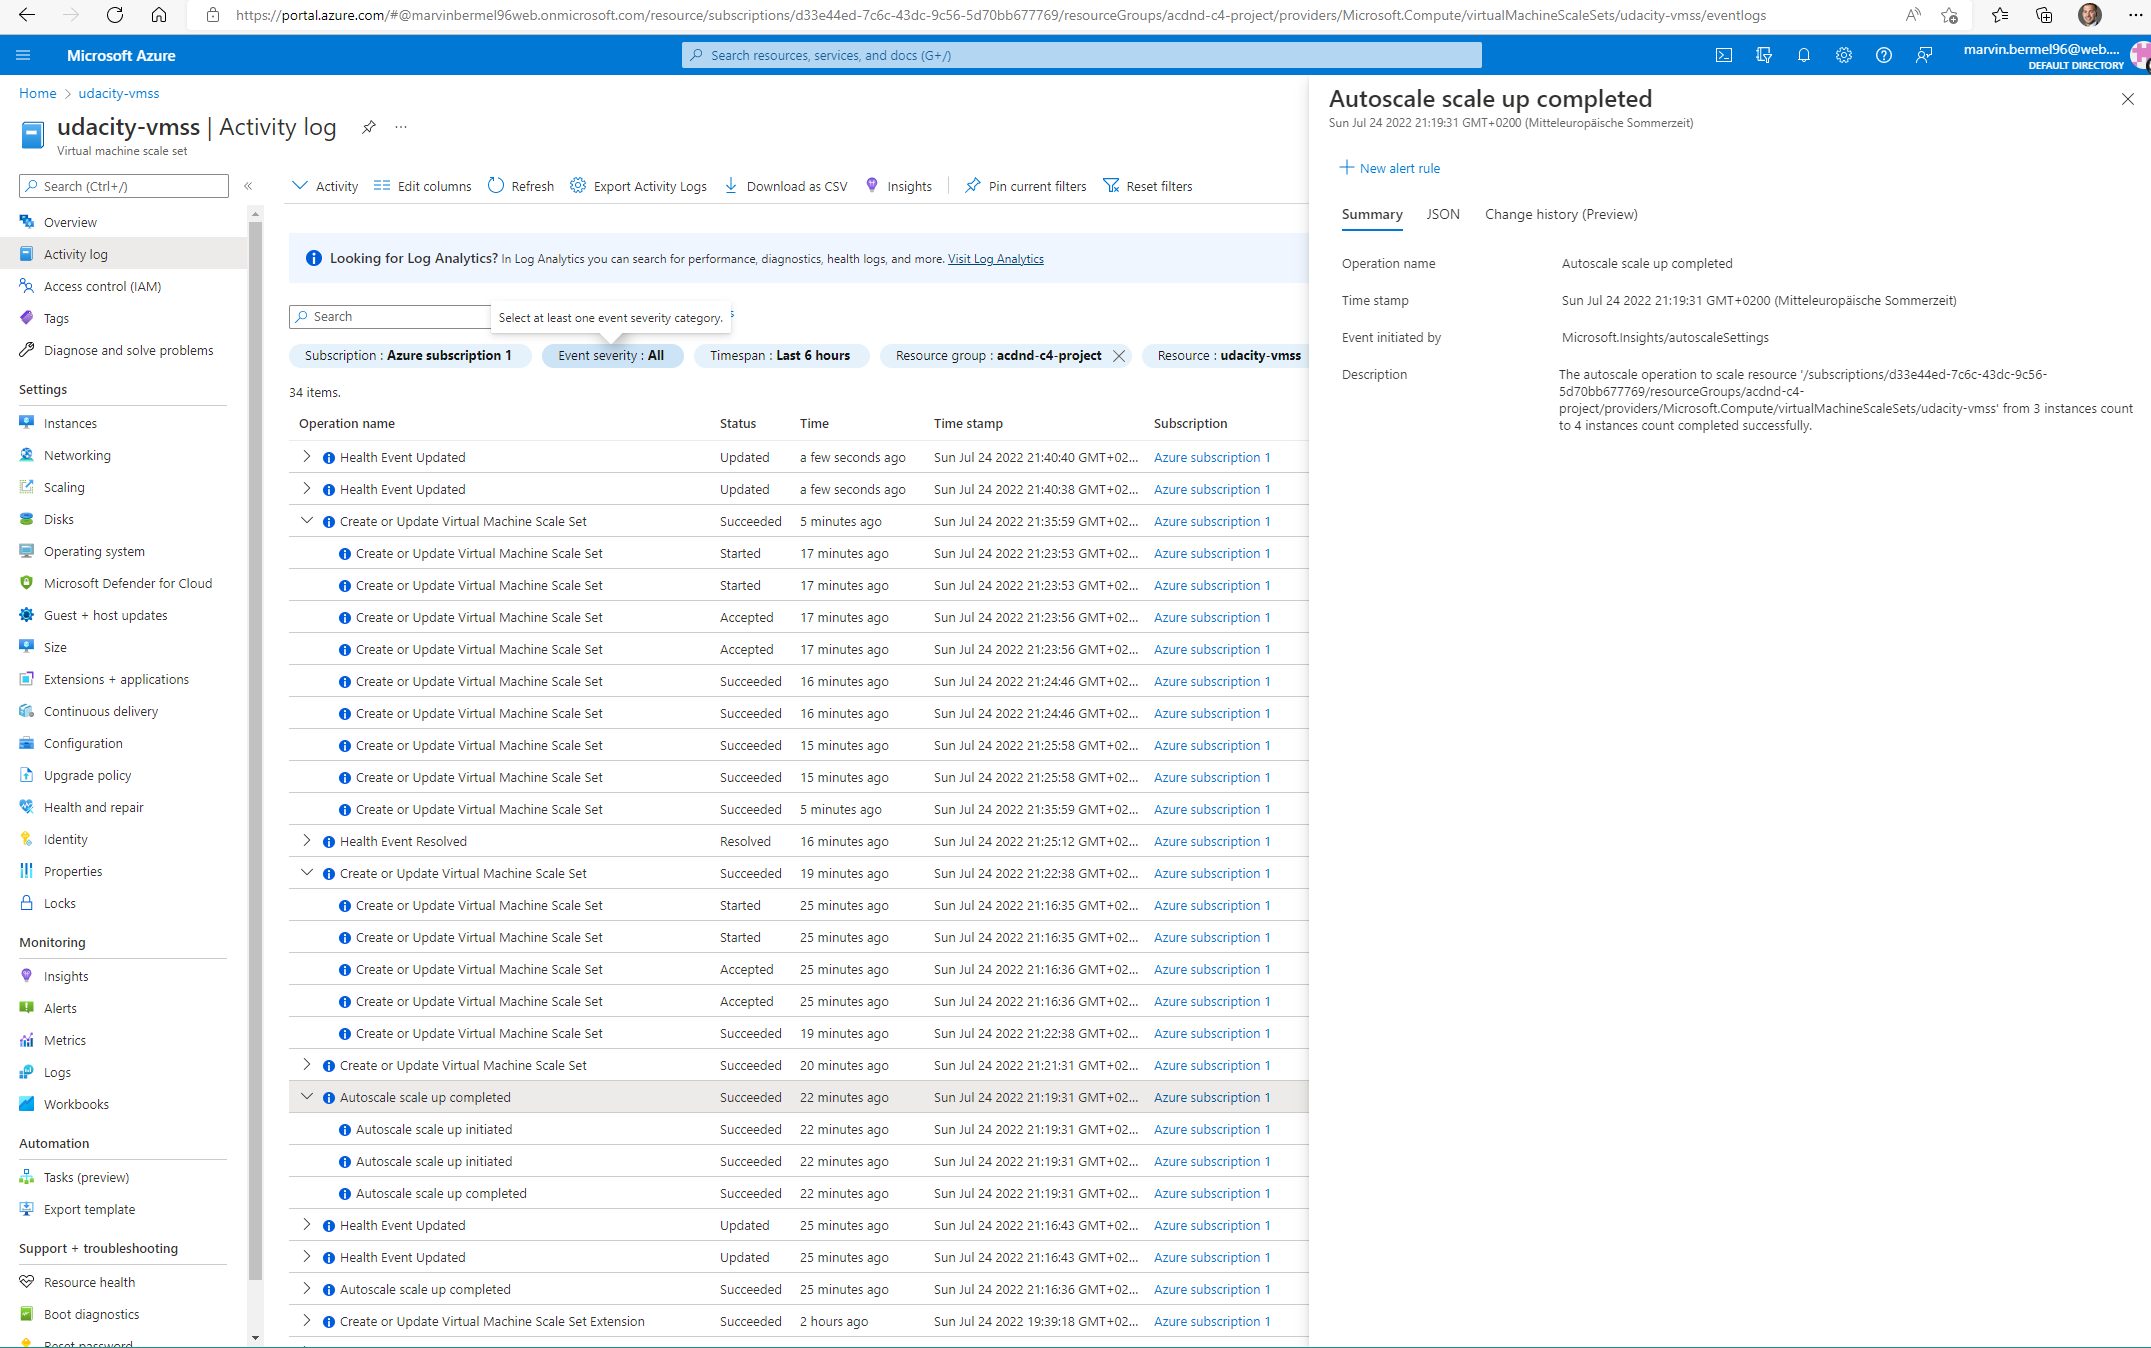 https://portal.azure.com/#@marvinbermel96web.onmicrosoft.com/resource/subscriptions/d33e44ed-7c6c-43dc-9c56-5d70bb677769/resourceGroups/acdnd-c4-project/providers/Microsoft.Compute/virtualMachineScaleSets/udacity-vmss/eventlogs
Microsoft Azure
Search resources, services, and docs (G+/)
marvin.bermel96@web....
DEFAULT DIRECTORY
Home > udacity-vmss
udacity-vmss | Activity log
Virtual machine scale set
Search (Ctrl+/)
Overview
Activity log
Access control (IAM)
Tags
Diagnose and solve problems
Settings
Instances
Networking
Scaling
Disks
Operating system
Microsoft Defender for Cloud
Guest + host updates
Size
Extensions + applications
Continuous delivery
Configuration
Upgrade policy
Health and repair
Identity
Properties
Locks
Monitoring
Insights
Alerts
Metrics
Logs
Workbooks
Automation
Tasks (preview)
Export template
Support + troubleshooting
Resource health
Boot diagnostics
Reset password
Activity Edit columns Refresh Export Activity Logs Download as CSV Insights Pin current filters Reset filters
Looking for Log Analytics? In Log Analytics you can search for performance, diagnostics, health logs, and more. Visit Log Analytics
Search
Select at least one event severity category.
Subscription : Azure subscription 1 Event severity : All Timespan : Last 6 hours Resource group : acdnd-c4-project Resource : udacity-vmss
34 items.
Operation name Status Time Time stamp Subscription
Health Event Updated Updated a few seconds ago Sun Jul 24 2022 21:40:40 GMT+02... Azure subscription 1
Health Event Updated Updated a few seconds ago Sun Jul 24 2022 21:40:38 GMT+02... Azure subscription 1
Create or Update Virtual Machine Scale Set Succeeded 5 minutes ago Sun Jul 24 2022 21:35:59 GMT+02... Azure subscription 1
Create or Update Virtual Machine Scale Set Started 17 minutes ago Sun Jul 24 2022 21:23:53 GMT+02... Azure subscription 1
Create or Update Virtual Machine Scale Set Started 17 minutes ago Sun Jul 24 2022 21:23:53 GMT+02... Azure subscription 1
Create or Update Virtual Machine Scale Set Accepted 17 minutes ago Sun Jul 24 2022 21:23:56 GMT+02... Azure subscription 1
Create or Update Virtual Machine Scale Set Accepted 17 minutes ago Sun Jul 24 2022 21:23:56 GMT+02... Azure subscription 1
Create or Update Virtual Machine Scale Set Succeeded 16 minutes ago Sun Jul 24 2022 21:24:46 GMT+02... Azure subscription 1
Create or Update Virtual Machine Scale Set Succeeded 16 minutes ago Sun Jul 24 2022 21:24:46 GMT+02... Azure subscription 1
Create or Update Virtual Machine Scale Set Succeeded 15 minutes ago Sun Jul 24 2022 21:25:58 GMT+02... Azure subscription 1
Create or Update Virtual Machine Scale Set Succeeded 15 minutes ago Sun Jul 24 2022 21:25:58 GMT+02... Azure subscription 1
Create or Update Virtual Machine Scale Set Succeeded 5 minutes ago Sun Jul 24 2022 21:35:59 GMT+02... Azure subscription 1
Health Event Resolved Resolved 16 minutes ago Sun Jul 24 2022 21:25:12 GMT+02... Azure subscription 1
Create or Update Virtual Machine Scale Set Succeeded 19 minutes ago Sun Jul 24 2022 21:22:38 GMT+02... Azure subscription 1
Create or Update Virtual Machine Scale Set Started 25 minutes ago Sun Jul 24 2022 21:16:35 GMT+02... Azure subscription 1
Create or Update Virtual Machine Scale Set Started 25 minutes ago Sun Jul 24 2022 21:16:35 GMT+02... Azure subscription 1
Create or Update Virtual Machine Scale Set Accepted 25 minutes ago Sun Jul 24 2022 21:16:36 GMT+02... Azure subscription 1
Create or Update Virtual Machine Scale Set Accepted 25 minutes ago Sun Jul 24 2022 21:16:36 GMT+02... Azure subscription 1
Create or Update Virtual Machine Scale Set Succeeded 19 minutes ago Sun Jul 24 2022 21:22:38 GMT+02... Azure subscription 1
Create or Update Virtual Machine Scale Set Succeeded 20 minutes ago Sun Jul 24 2022 21:21:31 GMT+02... Azure subscription 1
Autoscale scale up completed Succeeded 22 minutes ago Sun Jul 24 2022 21:19:31 GMT+02... Azure subscription 1
Autoscale scale up initiated Succeeded 22 minutes ago Sun Jul 24 2022 21:19:31 GMT+02... Azure subscription 1
Autoscale scale up initiated Succeeded 22 minutes ago Sun Jul 24 2022 21:19:31 GMT+02... Azure subscription 1
Autoscale scale up completed Succeeded 22 minutes ago Sun Jul 24 2022 21:19:31 GMT+02... Azure subscription 1
Health Event Updated Updated 25 minutes ago Sun Jul 24 2022 21:16:43 GMT+02... Azure subscription 1
Health Event Updated Updated 25 minutes ago Sun Jul 24 2022 21:16:43 GMT+02... Azure subscription 1
Autoscale scale up completed Succeeded 25 minutes ago Sun Jul 24 2022 21:16:36 GMT+02... Azure subscription 1
Create or Update Virtual Machine Scale Set Extension Succeeded 2 hours ago Sun Jul 24 2022 19:39:18 GMT+02... Azure subscription 1
Autoscale scale up completed
Sun Jul 24 2022 21:19:31 GMT+0200 (Mitteleuropäische Sommerzeit)
New alert rule
Summary JSON Change history (Preview)
Operation name Autoscale scale up completed
Time stamp Sun Jul 24 2022 21:19:31 GMT+0200 (Mitteleuropäische Sommerzeit)
Event initiated by Microsoft.Insights/autoscaleSettings
Description The autoscale operation to scale resource '/subscriptions/d33e44ed-7c6c-43dc-9c56-
5d70bb677769/resourceGroups/acdnd-c4-
project/providers/Microsoft.Compute/virtualMachineScaleSets/udacity-vmss' from 3 instances count
to 4 instances count completed successfully.